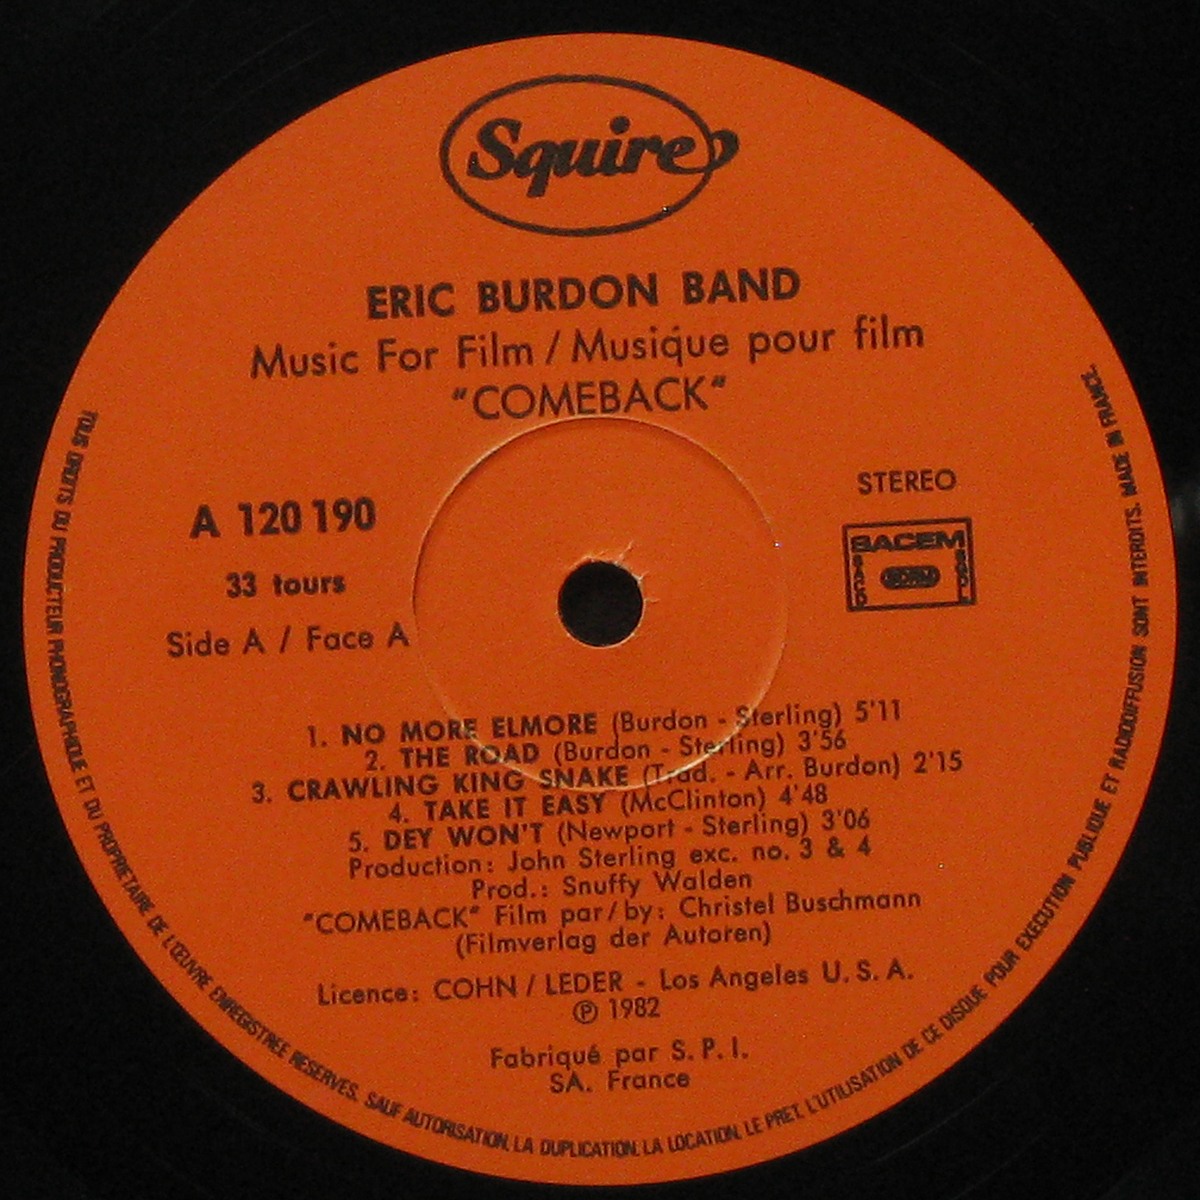 Squire
ERIC BURDON BAND
Music For Film / Musique pour film
"COMEBACK"
A 120 190
33 tours
Side A / Face A
STEREO
SACEM
SACD
SDRM
SGDL
1. NO MORE ELMORE (Burdon - Sterling) 5'11
2. THE ROAD (Burdon - Sterling) 3'56
3. CRAWLING KING SNAKE (Trad. - Arr. Burdon) 2'15
4. TAKE IT EASY (McClinton) 4'48
5. DEY WON'T (Newport - Sterling) 3'06
Production: John Sterling exc. no. 3 & 4
Prod.: Snuffy Walden
"COMEBACK" Film par/by: Christel Buschmann
(Filmverlag der Autoren)
Licence: COHN / LEDER - Los Angeles U.S.A.
℗ 1982
Fabriqué par S.P.I.
SA. France
TOUS DROITS DU PRODUCTEUR PHONOGRAPHIQUE ET DU PROPRIETAIRE DE L'ŒUVRE ENREGISTREE RESERVES. SAUF AUTORISATION, LA DUPLICATION, LA LOCATION, LE PRET, L'UTILISATION DE CE DISQUE POUR EXECUTION PUBLIQUE ET RADIODIFFUSION SONT INTERDITS. MADE IN FRANCE.